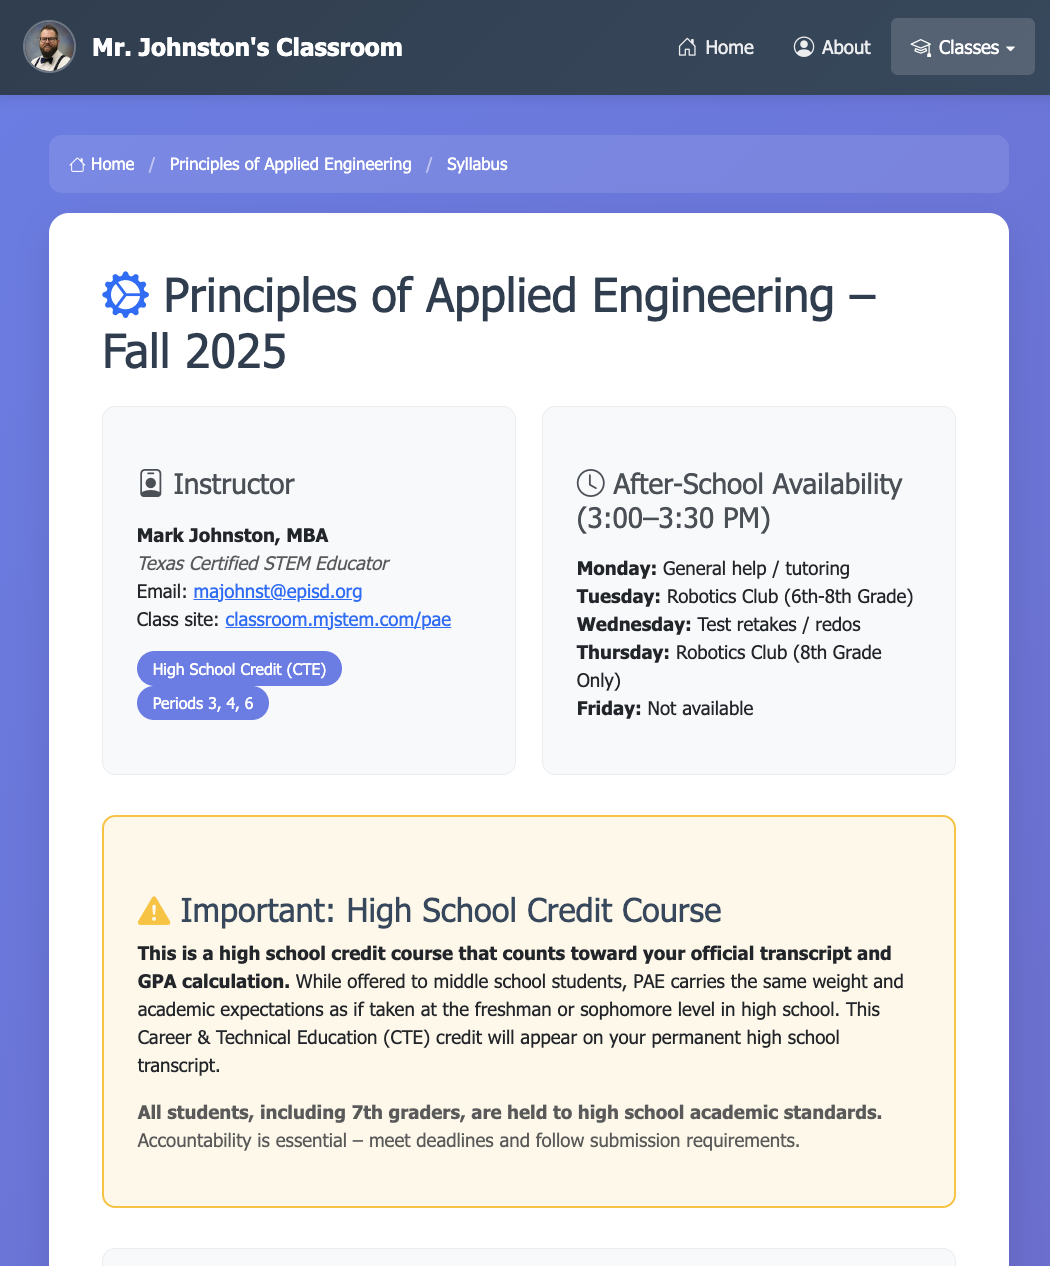 Mr. Johnston's Classroom
Home
About
Classes
Home / Principles of Applied Engineering / Syllabus
Principles of Applied Engineering –
Fall 2025
Instructor
Mark Johnston, MBA
Texas Certified STEM Educator
Email: majohnst@episd.org
Class site: classroom.mjstem.com/pae
High School Credit (CTE)
Periods 3, 4, 6
After-School Availability
(3:00–3:30 PM)
Monday: General help / tutoring
Tuesday: Robotics Club (6th-8th Grade)
Wednesday: Test retakes / redos
Thursday: Robotics Club (8th Grade
Only)
Friday: Not available
Important: High School Credit Course
This is a high school credit course that counts toward your official transcript and
GPA calculation. While offered to middle school students, PAE carries the same weight and
academic expectations as if taken at the freshman or sophomore level in high school. This
Career & Technical Education (CTE) credit will appear on your permanent high school
transcript.
All students, including 7th graders, are held to high school academic standards.
Accountability is essential – meet deadlines and follow submission requirements.